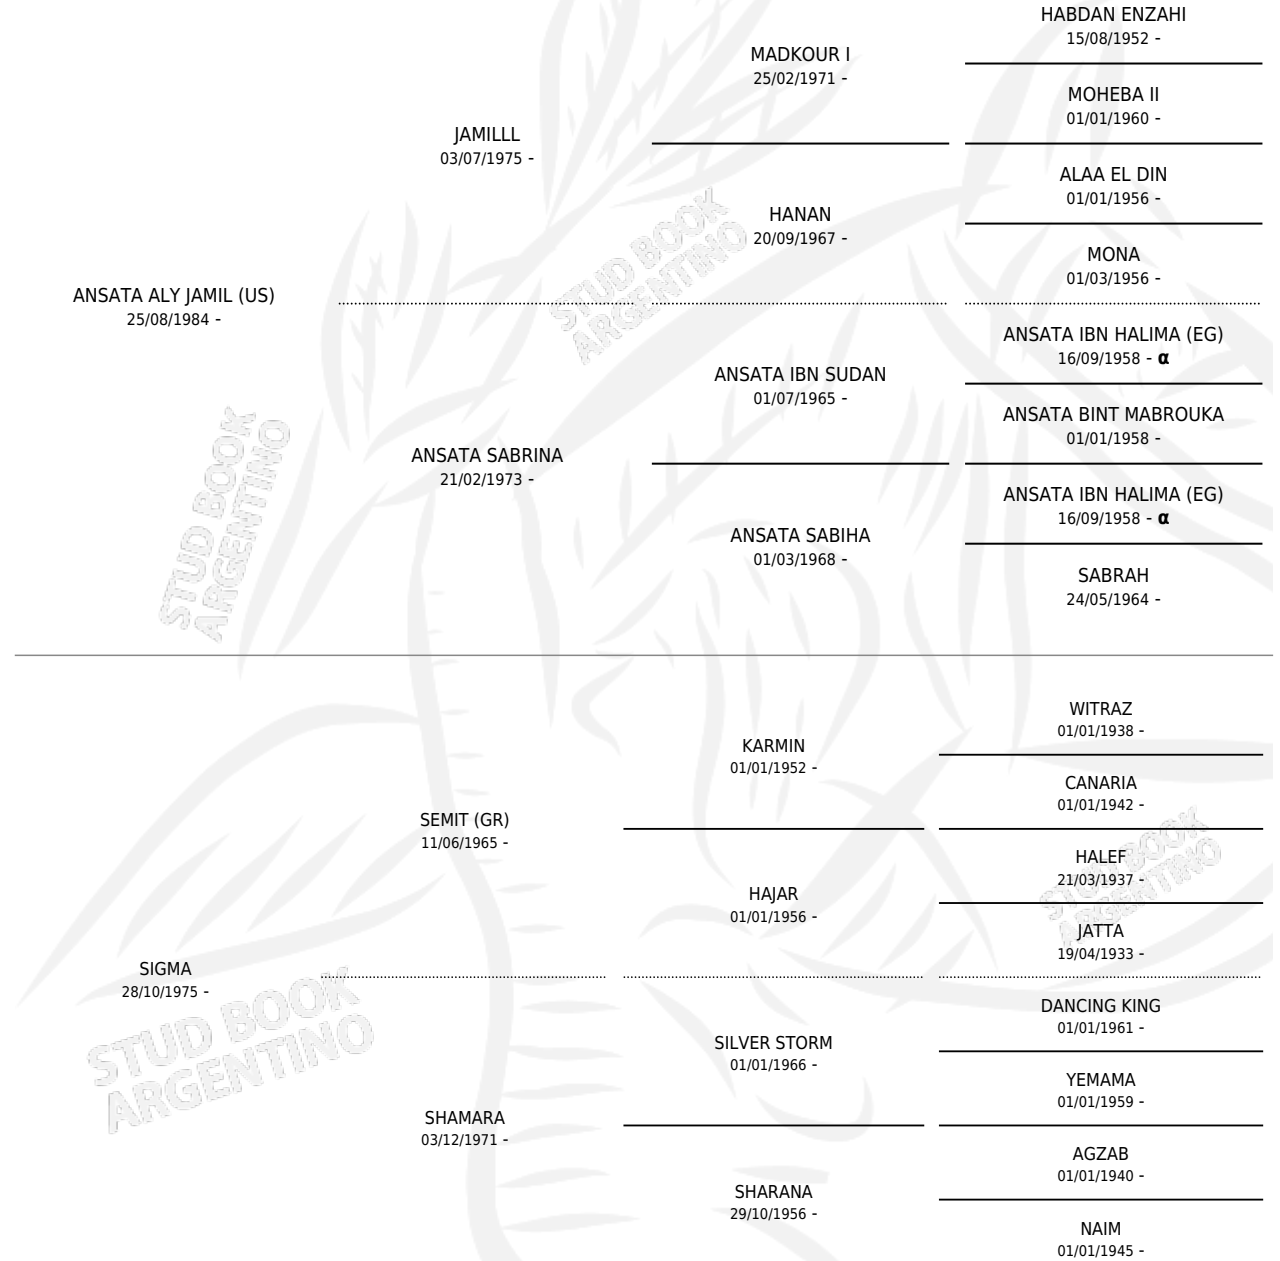 HABDAN ENZAHI
15/08/1952 -
MADKOUR I
25/02/1971 -
MOHEBA II
01/01/1960 -
JAMILLL
03/07/1975 -
ALAA EL DIN
01/01/1956 -
HANAN
20/09/1967 -
MONA
01/03/1956 -
STUD BOOK
ARGENTINO
ANSATA ALY JAMIL (US)
25/08/1984 -
ANSATA IBN HALIMA (EG)
16/09/1958 - α
ANSATA IBN SUDAN
01/07/1965 -
ANSATA BINT MABROUKA
01/01/1958 -
ANSATA SABRINA
21/02/1973 -
ANSATA IBN HALIMA (EG)
16/09/1958 - α
ANSATA SABIHA
01/03/1968 -
SABRAH
24/05/1964 -
STUD BOOK
ARGENTINO
WITRAZ
01/01/1938 -
KARMIN
01/01/1952 -
CANARIA
01/01/1942 -
SEMIT (GR)
11/06/1965 -
HALEF
21/03/1937 -
HAJAR
01/01/1956 -
JATTA
19/04/1933 -
STUD BOOK
ARGENTINO
SIGMA
28/10/1975 -
DANCING KING
01/01/1961 -
SILVER STORM
01/01/1966 -
YEMAMA
01/01/1959 -
STUD BOOK
ARGENTINO
SHAMARA
03/12/1971 -
AGZAB
01/01/1940 -
SHARANA
29/10/1956 -
NAIM
01/01/1945 -